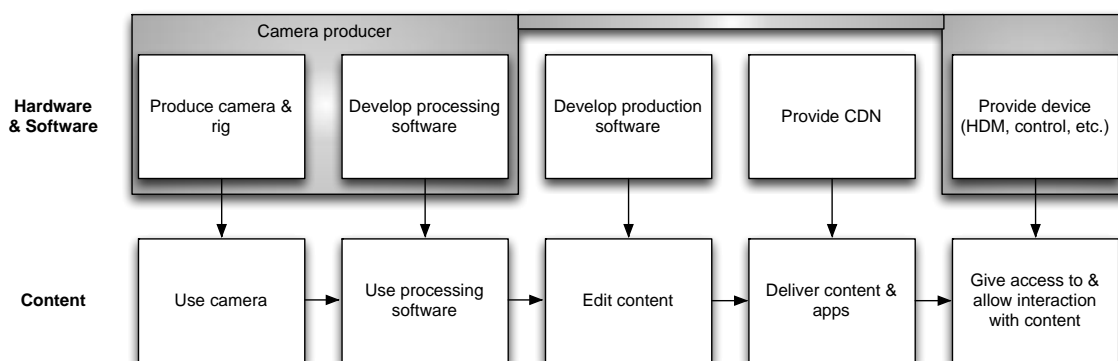 Camera producer
Hardware
& Software
Produce camera &
rig
Develop processing
software
Develop production
software
Provide CDN
Provide device
(HDM, control, etc.)
Content
Use camera
Use processing
software
Edit content
Deliver content &
apps
Give access to &
allow interaction
with content